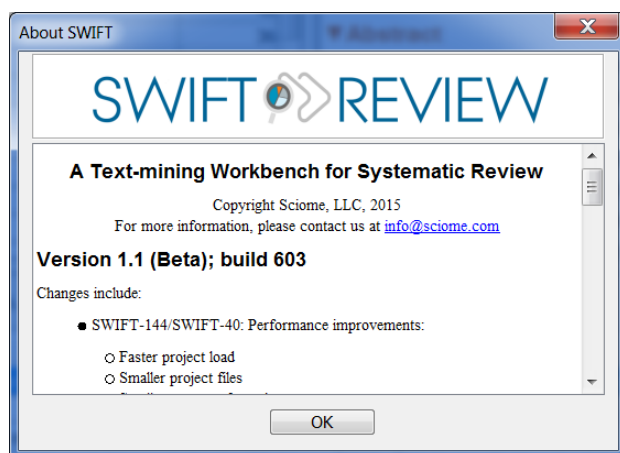 About SWIFT
Abstract
SWIFT REVIEW
A Text-mining Workbench for Systematic Review
Copyright Sciome, LLC, 2015
For more information, please contact us at info@sciome.com
Version 1.1 (Beta); build 603
Changes include:
SWIFT-144/SWIFT-40: Performance improvements:
Faster project load
Smaller project files
OK